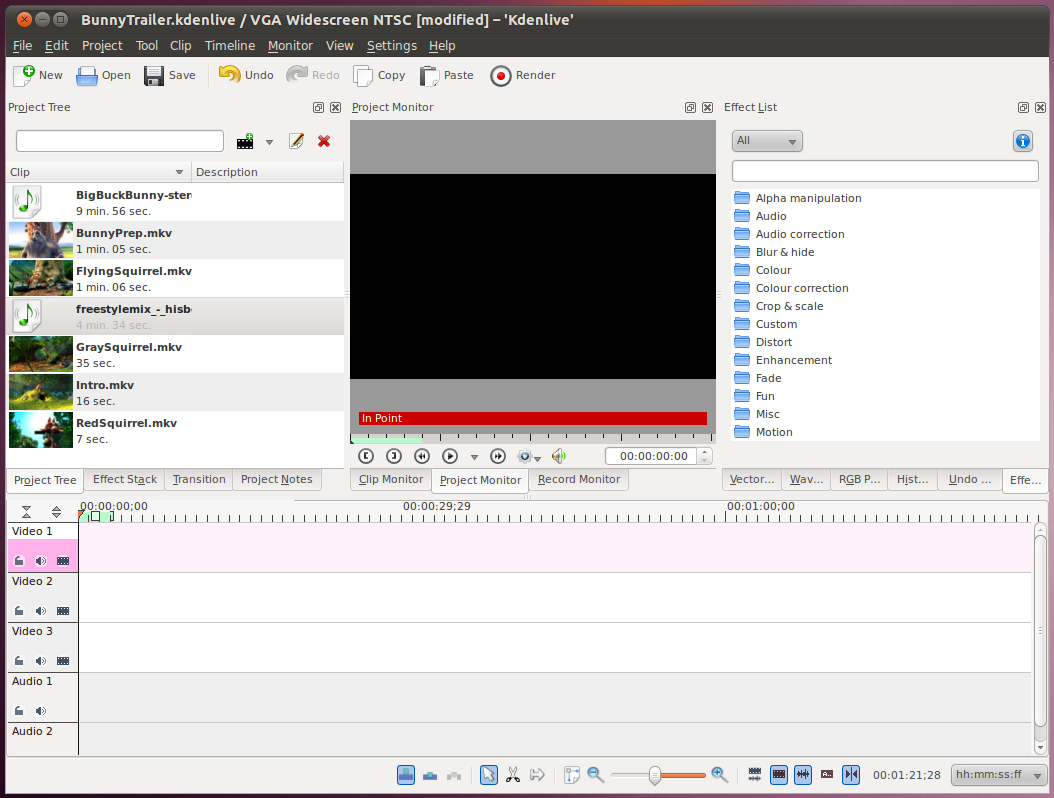 BunnyTrailer.kdenlive / VGA Widescreen NTSC [modified] – 'Kdenlive'
File Edit Project Tool Clip Timeline Monitor View Settings Help
New Open Save Undo Redo Copy Paste Render
Project Tree
Project Monitor
Effect List
All
Clip Description
BigBuckBunny-ster
9 min. 56 sec.
BunnyPrep.mkv
1 min. 05 sec.
FlyingSquirrel.mkv
1 min. 06 sec.
freestylemix_-_hisb
4 min. 34 sec.
GraySquirrel.mkv
35 sec.
Intro.mkv
16 sec.
RedSquirrel.mkv
7 sec.
In Point
00:00:00:00
Alpha manipulation
Audio
Audio correction
Blur & hide
Colour
Colour correction
Crop & scale
Custom
Distort
Enhancement
Fade
Fun
Misc
Motion
Project Tree Effect Stack Transition Project Notes
Clip Monitor Project Monitor Record Monitor
Vector... Wav... RGB P... Hist... Undo ... Effe...
00:00:00;00 00:00:29;29 00:01:00;00
Video 1
Video 2
Video 3
Audio 1
Audio 2
00:01:21;28 hh:mm:ss:ff